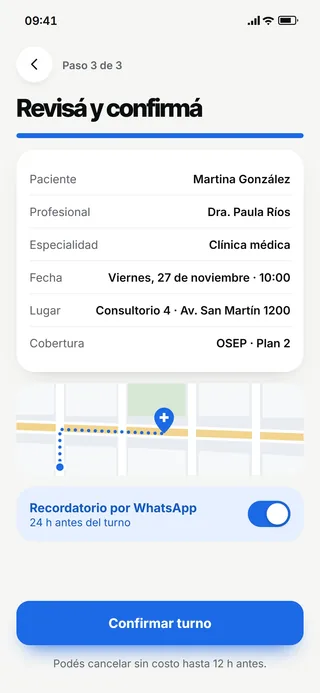 09:41
Paso 3 de 3
Revisá y confirmá
Paciente Martina González
Profesional Dra. Paula Ríos
Especialidad Clínica médica
Fecha Viernes, 27 de noviembre · 10:00
Lugar Consultorio 4 · Av. San Martín 1200
Cobertura OSEP · Plan 2
Recordatorio por WhatsApp
24 h antes del turno
Confirmar turno
Podés cancelar sin costo hasta 12 h antes.